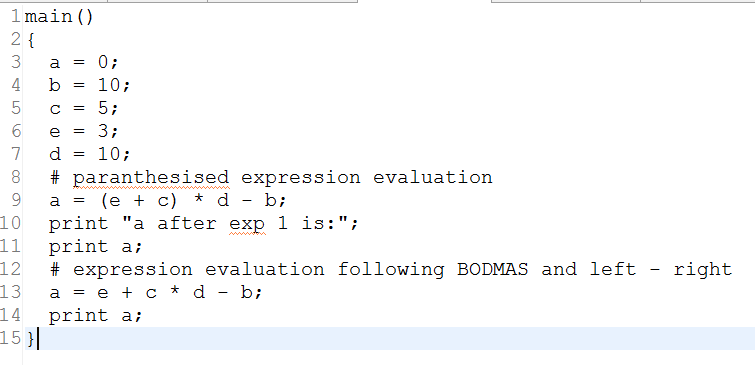 1 main()
2 {
3 a = 0;
4 b = 10;
5 c = 5;
6 e = 3;
7 d = 10;
8 # paranthesised expression evaluation
9 a = (e + c) * d - b;
10 print "a after exp 1 is:";
11 print a;
12 # expression evaluation following BODMAS and left - right
13 a = e + c * d - b;
14 print a;
15 }